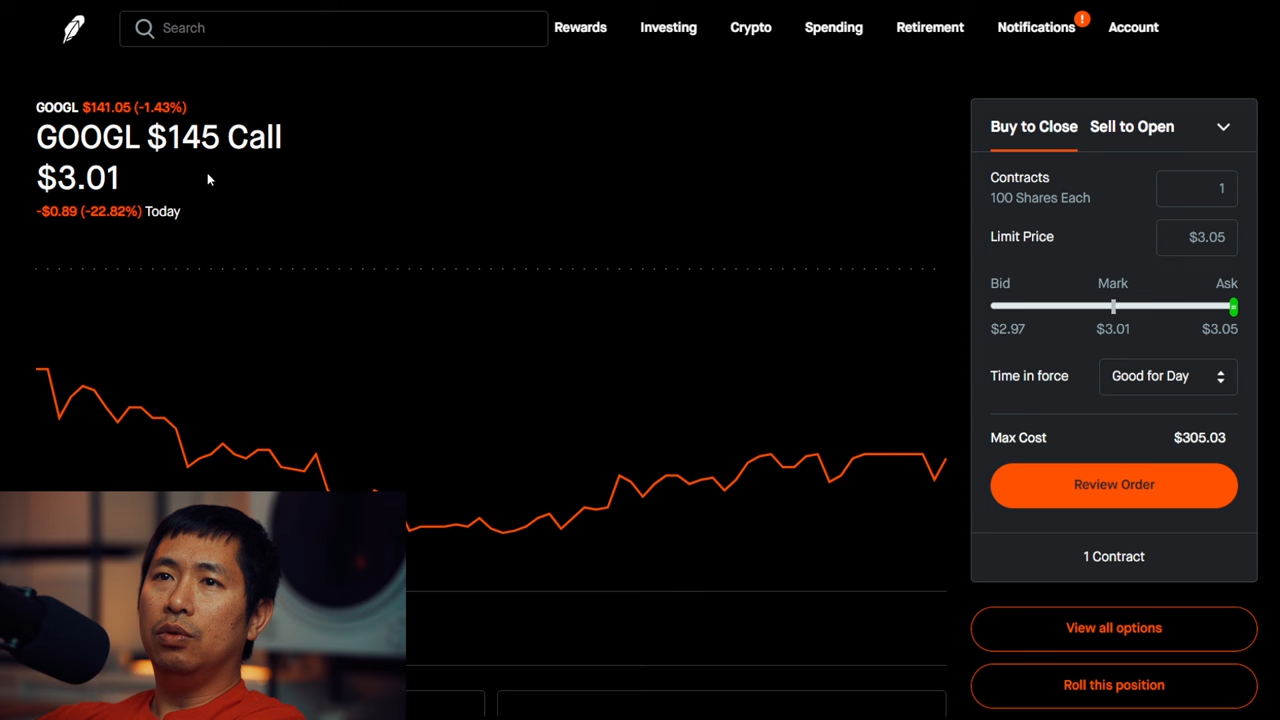 Search
Rewards
Investing
Crypto
Spending
Retirement
Notifications
!
Account
GOOGL $141.05 (-1.43%)
GOOGL $145 Call
$3.01
-$0.89 (-22.82%) Today
Buy to Close Sell to Open
Contracts
100 Shares Each
1
Limit Price
$3.05
Bid Mark Ask
$2.97 $3.01 $3.05
Time in force
Good for Day
Max Cost $305.03
Review Order
1 Contract
View all options
Roll this position